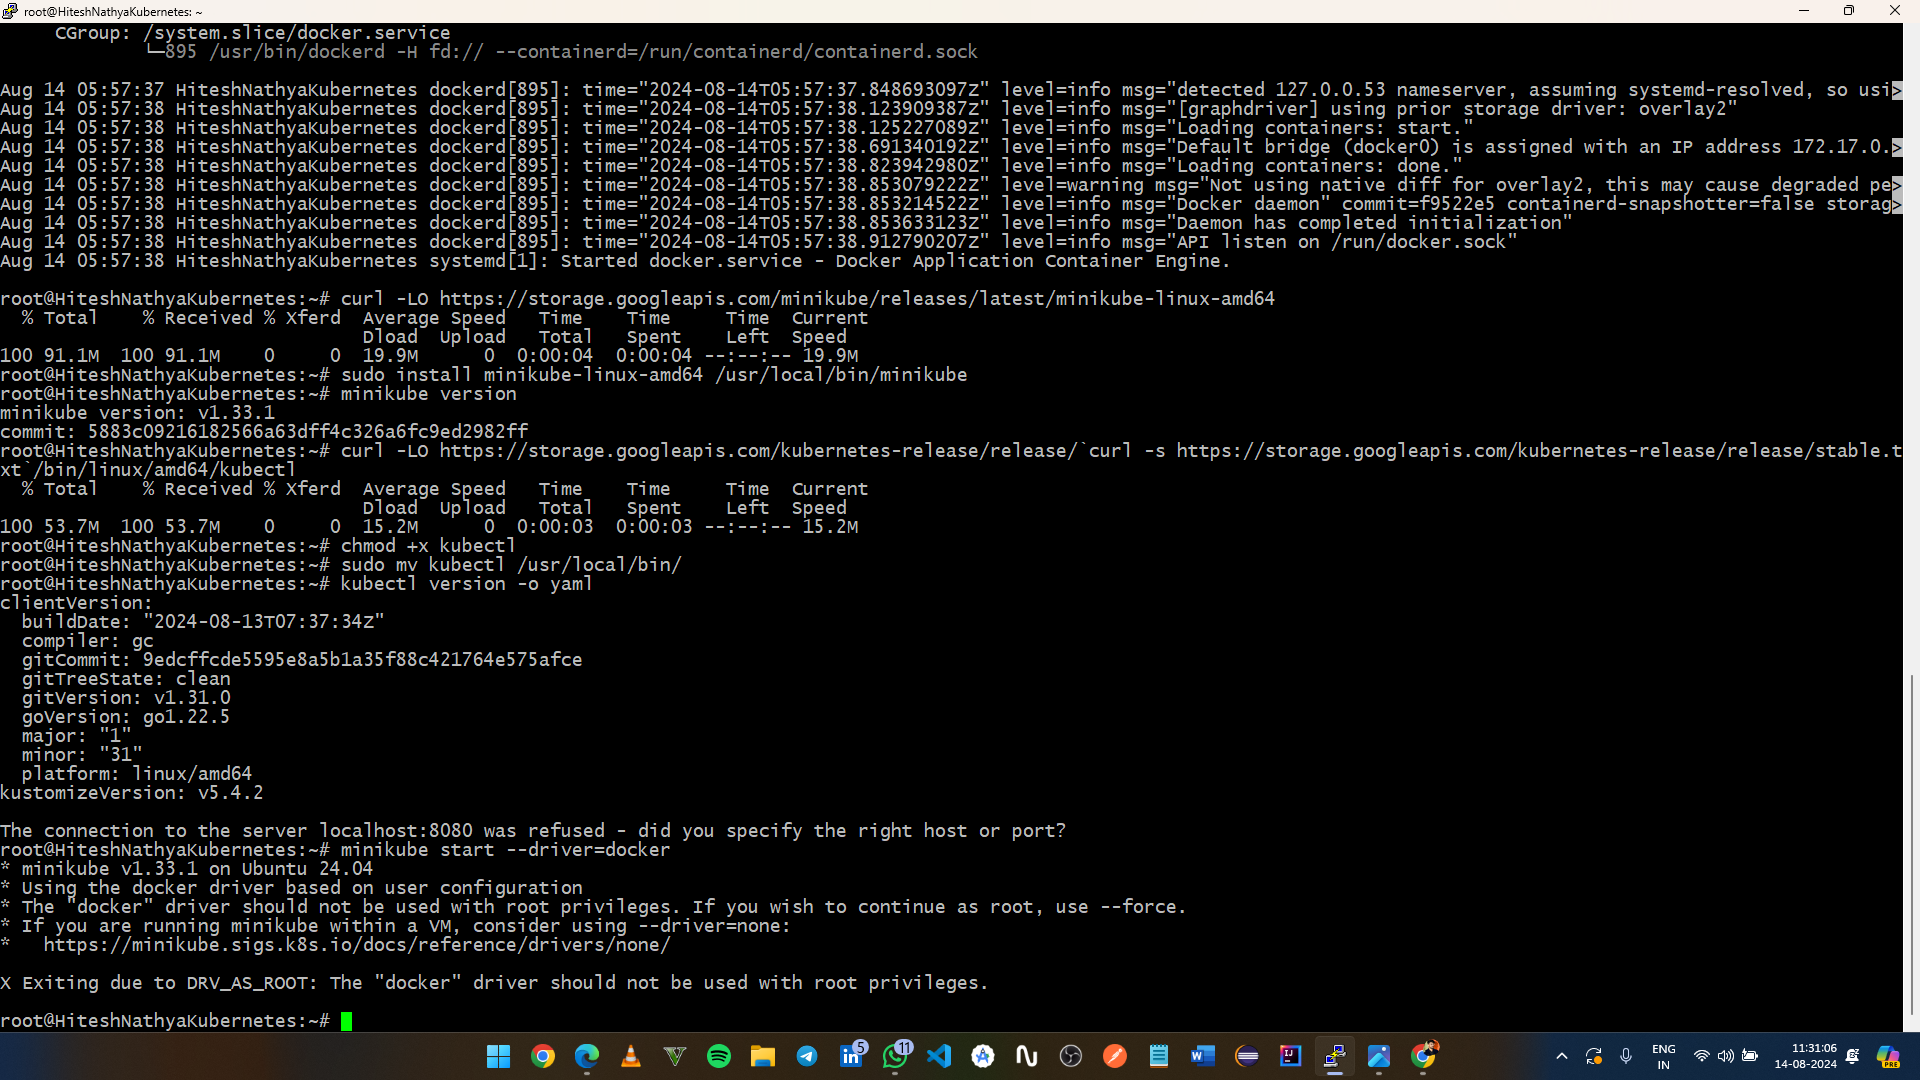 root@HiteshNathyaKubernetes: ~
     CGroup: /system.slice/docker.service
             └─895 /usr/bin/dockerd -H fd:// --containerd=/run/containerd/containerd.sock
Aug 14 05:57:37 HiteshNathyaKubernetes dockerd[895]: time="2024-08-14T05:57:37.848693097Z" level=info msg="detected 127.0.0.53 nameserver, assuming systemd-resolved, so usi>
Aug 14 05:57:38 HiteshNathyaKubernetes dockerd[895]: time="2024-08-14T05:57:38.123909387Z" level=info msg="[graphdriver] using prior storage driver: overlay2"
Aug 14 05:57:38 HiteshNathyaKubernetes dockerd[895]: time="2024-08-14T05:57:38.125227089Z" level=info msg="Loading containers: start."
Aug 14 05:57:38 HiteshNathyaKubernetes dockerd[895]: time="2024-08-14T05:57:38.691340192Z" level=info msg="Default bridge (docker0) is assigned with an IP address 172.17.0.>
Aug 14 05:57:38 HiteshNathyaKubernetes dockerd[895]: time="2024-08-14T05:57:38.823942980Z" level=info msg="Loading containers: done."
Aug 14 05:57:38 HiteshNathyaKubernetes dockerd[895]: time="2024-08-14T05:57:38.853079222Z" level=warning msg="Not using native diff for overlay2, this may cause degraded pe>
Aug 14 05:57:38 HiteshNathyaKubernetes dockerd[895]: time="2024-08-14T05:57:38.853214522Z" level=info msg="Docker daemon" commit=f9522e5 containerd-snapshotter=false storag>
Aug 14 05:57:38 HiteshNathyaKubernetes dockerd[895]: time="2024-08-14T05:57:38.853633123Z" level=info msg="Daemon has completed initialization"
Aug 14 05:57:38 HiteshNathyaKubernetes dockerd[895]: time="2024-08-14T05:57:38.912790207Z" level=info msg="API listen on /run/docker.sock"
Aug 14 05:57:38 HiteshNathyaKubernetes systemd[1]: Started docker.service - Docker Application Container Engine.
root@HiteshNathyaKubernetes:~# curl -LO https://storage.googleapis.com/minikube/releases/latest/minikube-linux-amd64
  % Total    % Received % Xferd  Average Speed   Time    Time     Time  Current
                                 Dload  Upload   Total   Spent    Left  Speed
100 91.1M  100 91.1M    0     0  19.9M      0  0:00:04  0:00:04 --:--:-- 19.9M
root@HiteshNathyaKubernetes:~# sudo install minikube-linux-amd64 /usr/local/bin/minikube
root@HiteshNathyaKubernetes:~# minikube version
minikube version: v1.33.1
commit: 5883c09216182566a63dff4c326a6fc9ed2982ff
root@HiteshNathyaKubernetes:~# curl -LO https://storage.googleapis.com/kubernetes-release/release/`curl -s https://storage.googleapis.com/kubernetes-release/release/stable.t
xt`/bin/linux/amd64/kubectl
  % Total    % Received % Xferd  Average Speed   Time    Time     Time  Current
                                 Dload  Upload   Total   Spent    Left  Speed
100 53.7M  100 53.7M    0     0  15.2M      0  0:00:03  0:00:03 --:--:-- 15.2M
root@HiteshNathyaKubernetes:~# chmod +x kubectl
root@HiteshNathyaKubernetes:~# sudo mv kubectl /usr/local/bin/
root@HiteshNathyaKubernetes:~# kubectl version -o yaml
clientVersion:
  buildDate: "2024-08-13T07:37:34Z"
  compiler: gc
  gitCommit: 9edcffcde5595e8a5b1a35f88c421764e575afce
  gitTreeState: clean
  gitVersion: v1.31.0
  goVersion: go1.22.5
  major: "1"
  minor: "31"
  platform: linux/amd64
kustomizeVersion: v5.4.2
The connection to the server localhost:8080 was refused - did you specify the right host or port?
root@HiteshNathyaKubernetes:~# minikube start --driver=docker
* minikube v1.33.1 on Ubuntu 24.04
* Using the docker driver based on user configuration
* The "docker" driver should not be used with root privileges. If you wish to continue as root, use --force.
* If you are running minikube within a VM, consider using --driver=none:
*   https://minikube.sigs.k8s.io/docs/reference/drivers/none/
X Exiting due to DRV_AS_ROOT: The "docker" driver should not be used with root privileges.
root@HiteshNathyaKubernetes:~#
5
11
ENG
IN
11:31:06
14-08-2024
PRE